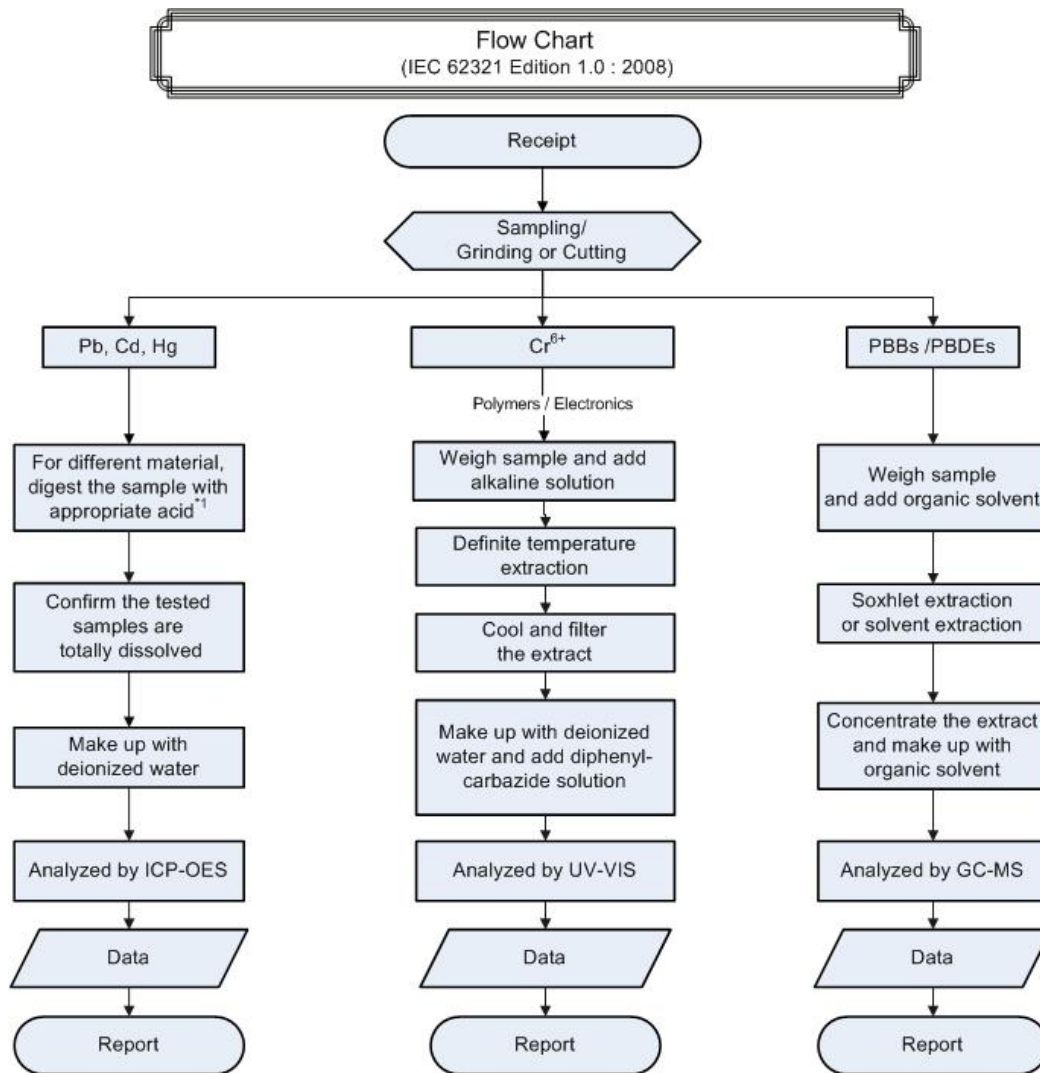 Flow Chart
(IEC 62321 Edition 1.0 : 2008)
Receipt
Sampling/
Grinding or Cutting
Pb, Cd, Hg
For different material,
digest the sample with
appropriate acid*1
Confirm the tested
samples are
totally dissolved
Make up with
deionized water
Analyzed by ICP-OES
Data
Report
Cr6+
Polymers / Electronics
Weigh sample and add
alkaline solution
Definite temperature
extraction
Cool and filter
the extract
Make up with deionized
water and add diphenyl-
carbazide solution
Analyzed by UV-VIS
Data
Report
PBBs /PBDEs
Weigh sample
and add organic solvent
Soxhlet extraction
or solvent extraction
Concentrate the extract
and make up with
organic solvent
Analyzed by GC-MS
Data
Report